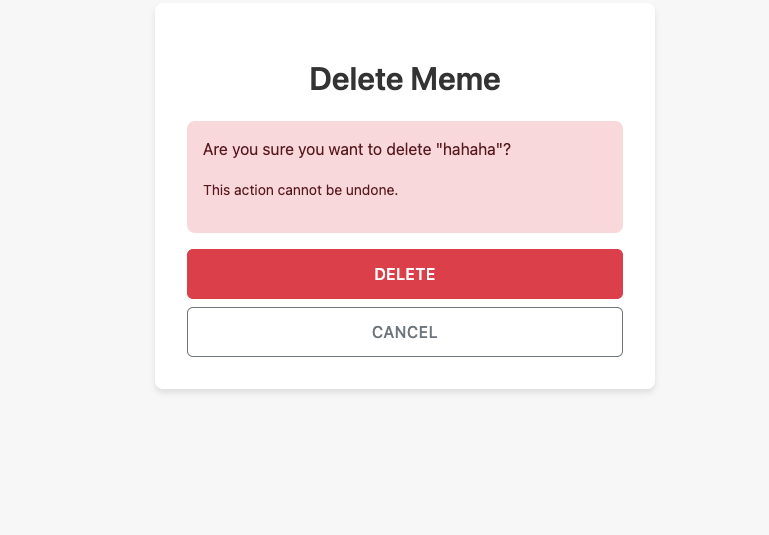 Delete Meme
Are you sure you want to delete "hahaha"?
This action cannot be undone.
DELETE
CANCEL